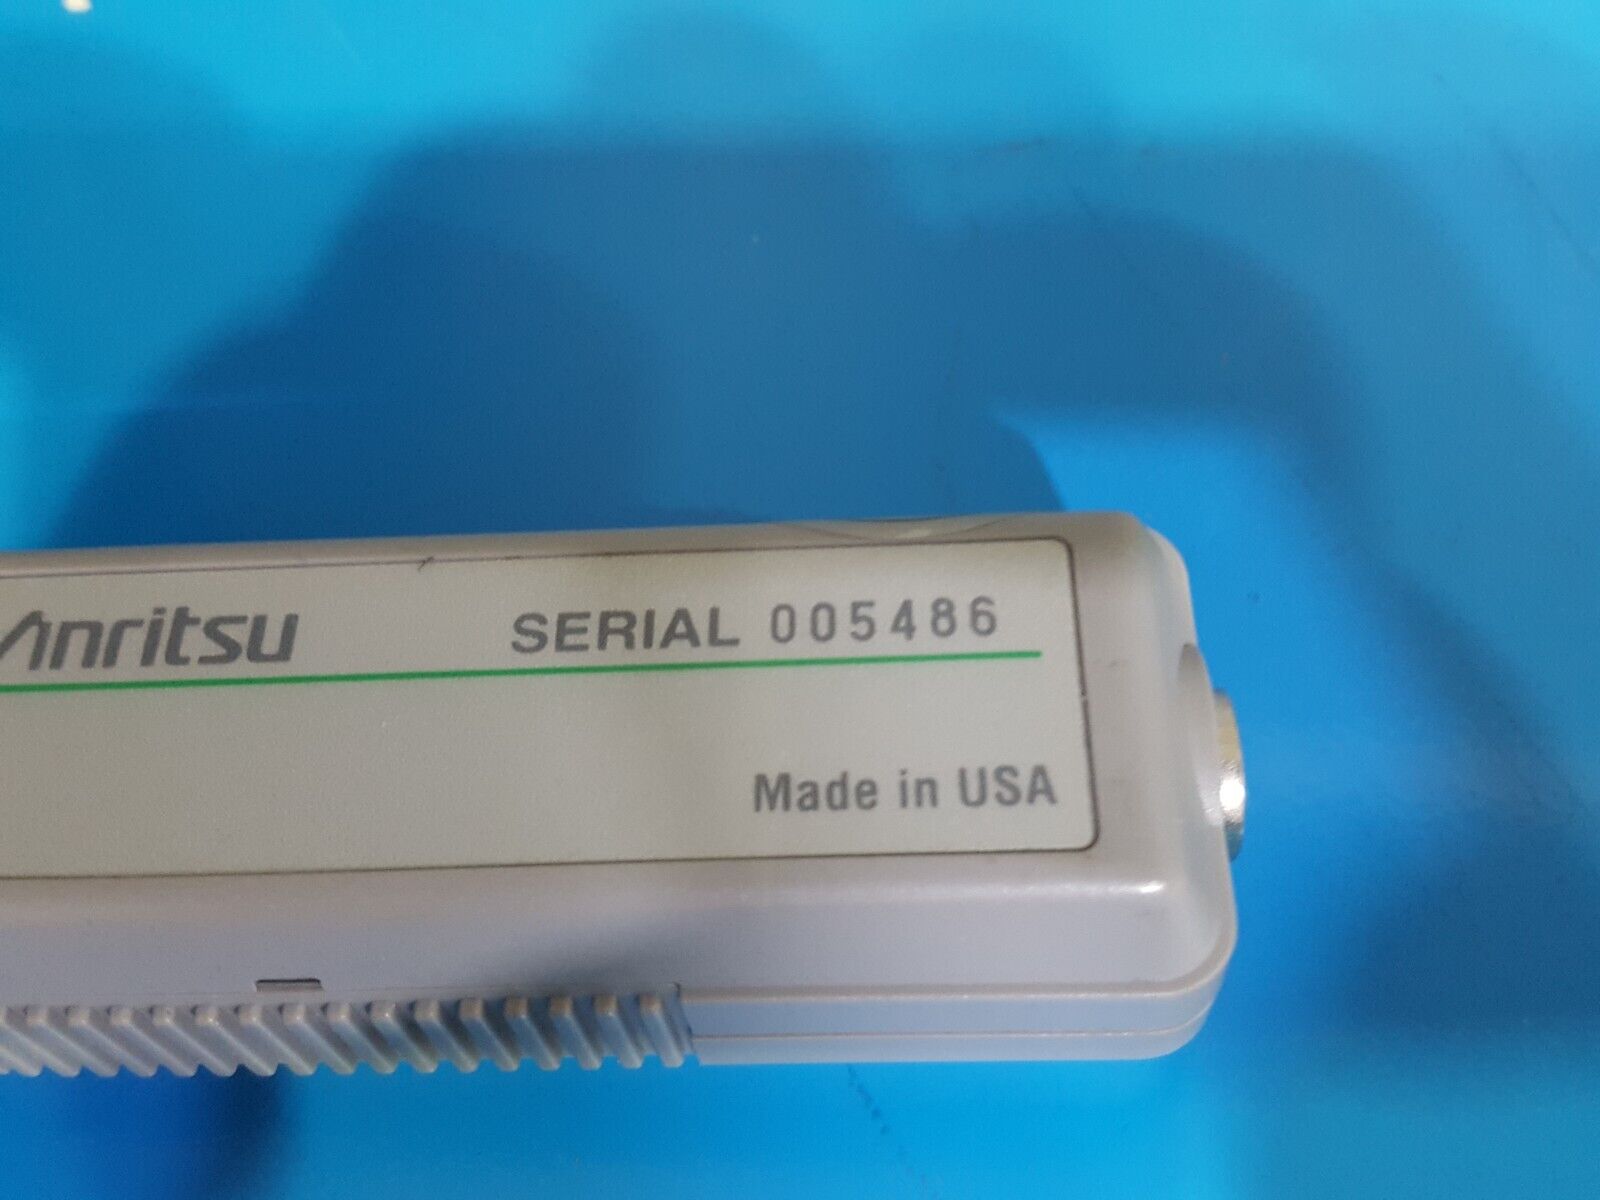 Anritsu SERIAL 005486
Made in USA